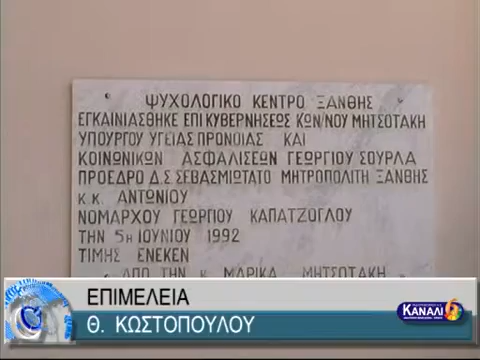 ΨΥΧΟΛΟΓΙΚΟ ΚΕΝΤΡΟ ΞΑΝΘΗΣ
ΕΓΚΑΙΝΙΑΣΘΗΚΕ ΕΠΙ ΚΥΒΕΡΝΗΣΕΩΣ ΚΩΝ/ΝΟΥ ΜΗΤΣΟΤΑΚΗ
ΥΠΟΥΡΓΟΥ ΥΓΕΙΑΣ ΠΡΟΝΟΙΑΣ ΚΑΙ
ΚΟΙΝΩΝΙΚΩΝ ΑΣΦΑΛΙΣΕΩΝ ΓΕΩΡΓΙΟΥ ΣΟΥΡΛΑ
ΠΡΟΕΔΡΟ Δ.Σ ΣΕΒΑΣΜΙΩΤΑΤΟ ΜΗΤΡΟΠΟΛΙΤΗ ΞΑΝΘΗΣ
Κ.Κ. ΑΝΤΩΝΙΟΥ
ΝΟΜΑΡΧΟΥ ΓΕΩΡΓΙΟΥ ΚΑΠΑΤΖΟΓΛΟΥ
ΤΗΝ 5η ΙΟΥΝΙΟΥ 1992
ΤΙΜΗΣ ΕΝΕΚΕΝ
ΑΠΟ ΤΗΝ Κ. ΜΑΡΙΚΑ ΜΗΤΣΟΤΑΚΗ
ΕΠΙΜΕΛΕΙΑ
Θ. ΚΩΣΤΟΠΟΥΛΟΥ
ΚΑΝΑΛΙ 6